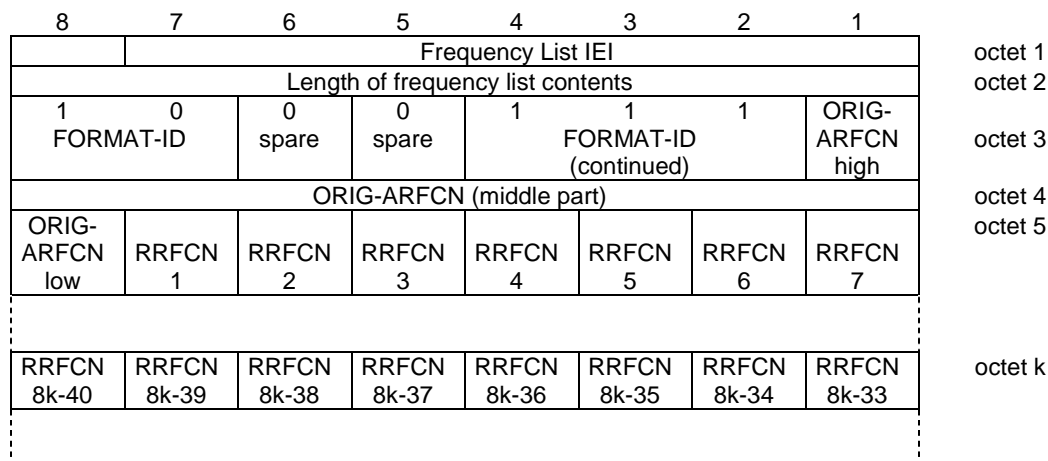 8 7 6 5 4 3 2 1
Frequency List IEI octet 1
Length of frequency list contents octet 2
1 0 0 0 1 1 1 ORIG-
FORMAT-ID spare spare FORMAT-ID ARFCN octet 3
(continued) high
ORIG-ARFCN (middle part) octet 4
ORIG- octet 5
ARFCN RRFCN RRFCN RRFCN RRFCN RRFCN RRFCN RRFCN
low 1 2 3 4 5 6 7
RRFCN RRFCN RRFCN RRFCN RRFCN RRFCN RRFCN RRFCN octet k
8k-40 8k-39 8k-38 8k-37 8k-36 8k-35 8k-34 8k-33